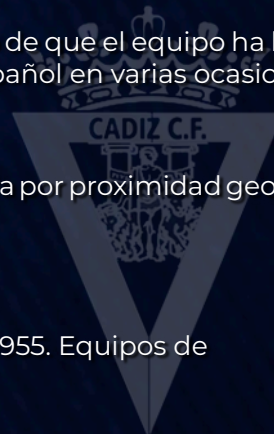 de que el equipo ha
pañol en varias ocasio
CADIZ C.F.
a por proximidad geo
955. Equipos de